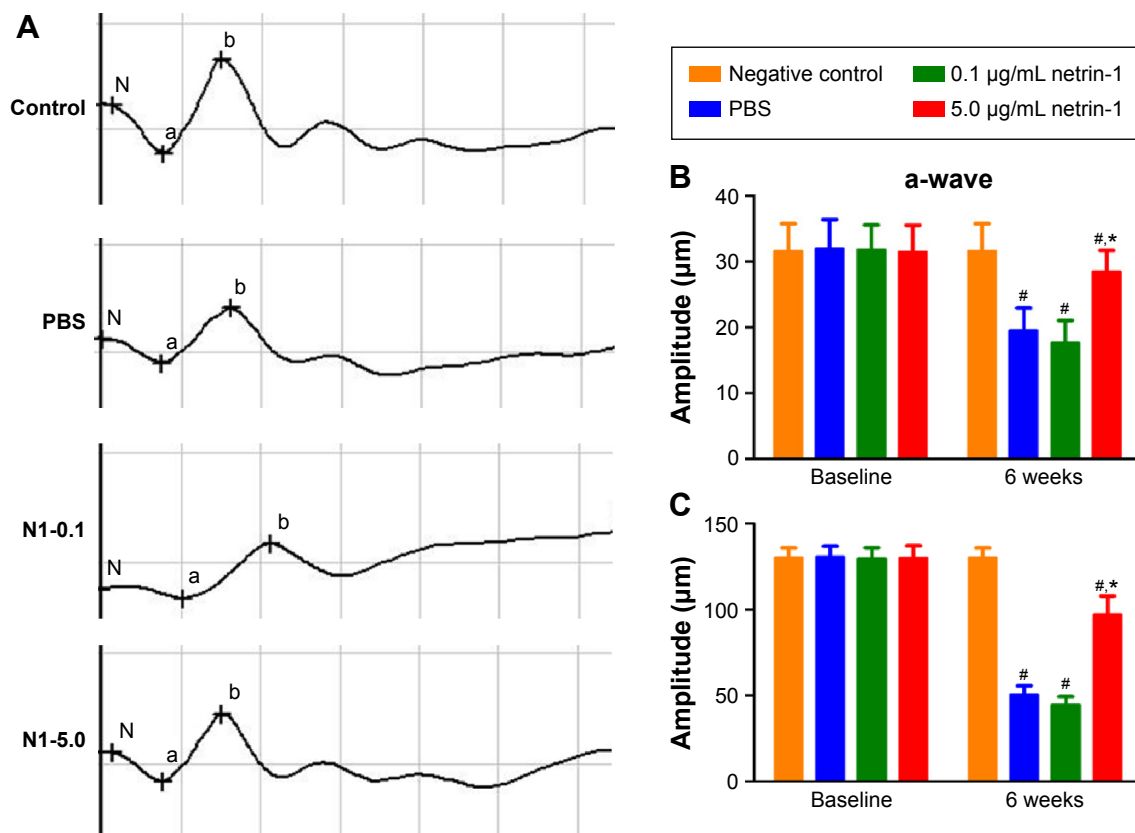 A
Control
N
a
b
PBS
N
a
b
N1-0.1
N
a
b
N1-5.0
N
a
b
Negative control
0.1 µg/mL netrin-1
PBS
5.0 µg/mL netrin-1
B
a-wave
Amplitude (µm)
40
30
20
10
0
#
#
#,*
Baseline
6 weeks
C
Amplitude (µm)
150
100
50
0
#
#
#,*
Baseline
6 weeks